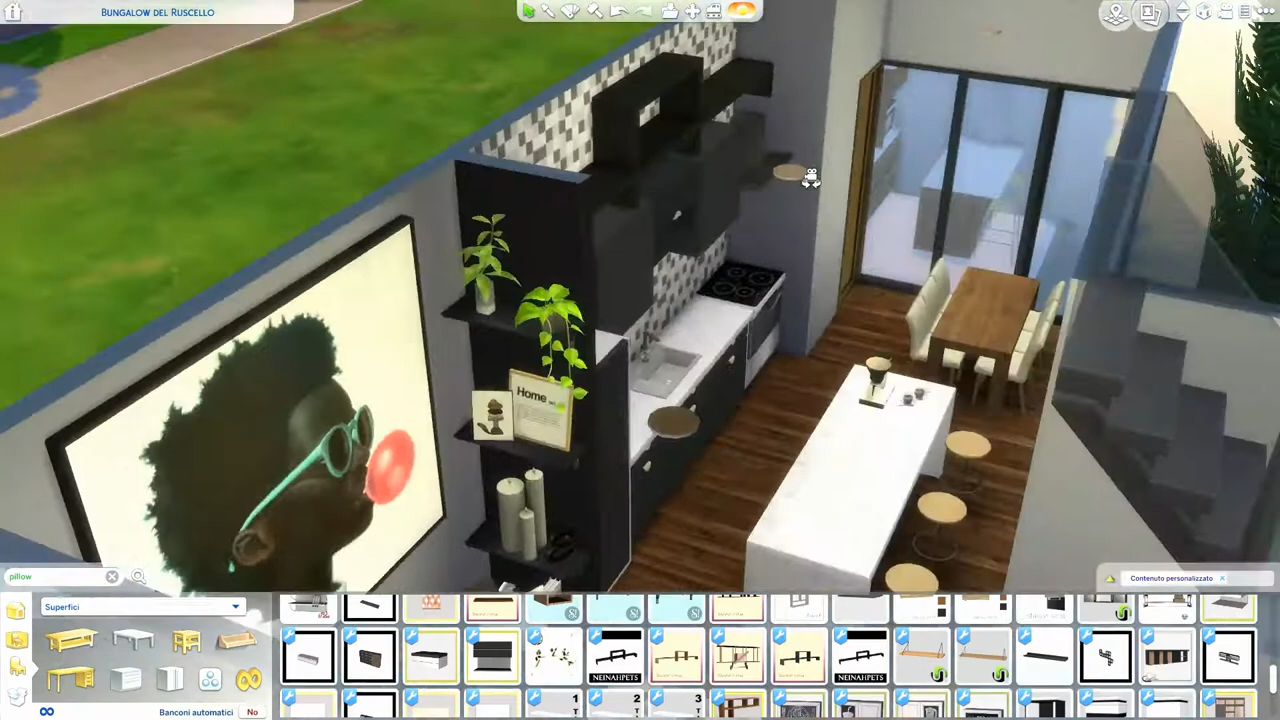 Bungalow del Ruscello
Home
pillow
Contenuto personalizzato
Superfici
NEINAHPETS
NEINAHPETS
1
2
3
Banconi automatici
No